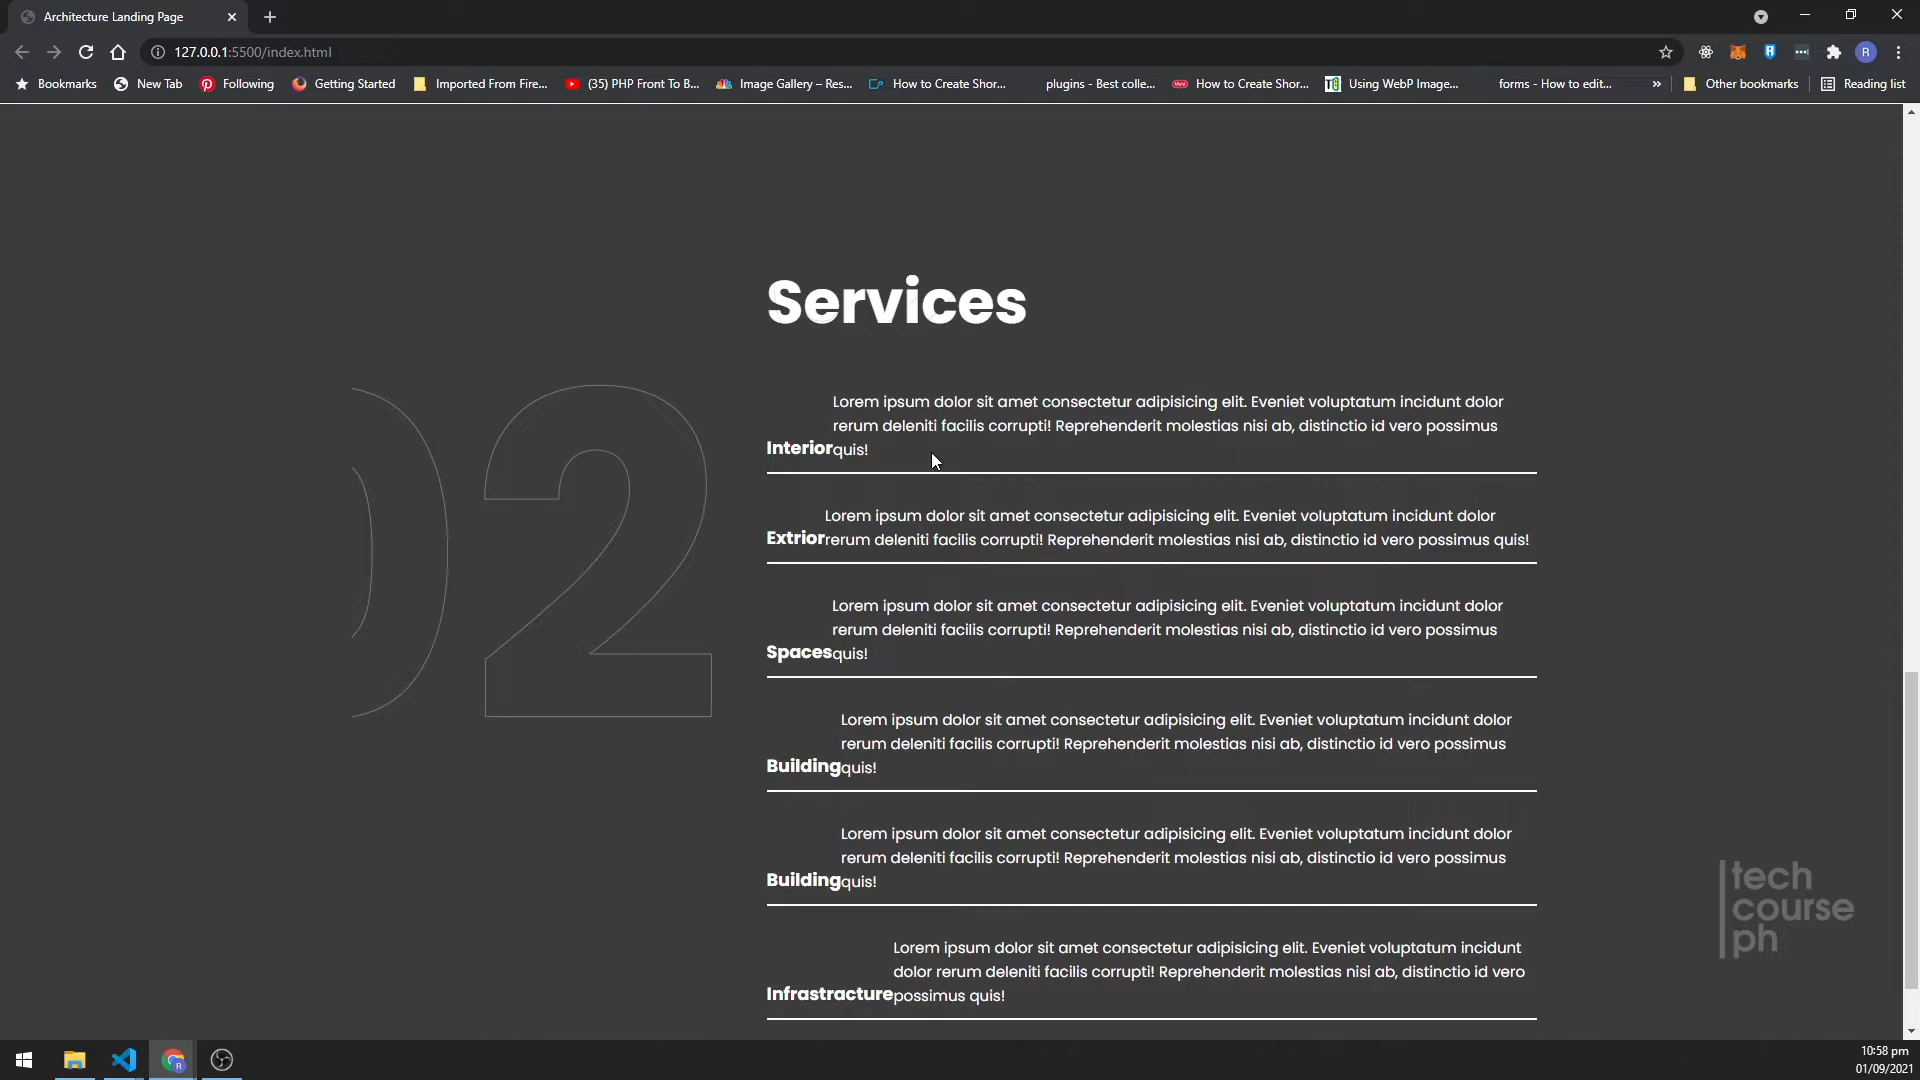 Architecture Landing Page
127.0.0.1:5500/index.html
R
Bookmarks New Tab Following Getting Started Imported From Fire... (35) PHP Front To B... Image Gallery – Res... How to Create Shor... plugins - Best colle... How to Create Shor... Using WebP Image... forms - How to edit... » Other bookmarks Reading list
Services
02
Lorem ipsum dolor sit amet consectetur adipisicing elit. Eveniet voluptatum incidunt dolor
rerum deleniti facilis corrupti! Reprehenderit molestias nisi ab, distinctio id vero possimus
Interior quis!
Lorem ipsum dolor sit amet consectetur adipisicing elit. Eveniet voluptatum incidunt dolor
Extrior rerum deleniti facilis corrupti! Reprehenderit molestias nisi ab, distinctio id vero possimus quis!
Lorem ipsum dolor sit amet consectetur adipisicing elit. Eveniet voluptatum incidunt dolor
rerum deleniti facilis corrupti! Reprehenderit molestias nisi ab, distinctio id vero possimus
Spaces quis!
Lorem ipsum dolor sit amet consectetur adipisicing elit. Eveniet voluptatum incidunt dolor
rerum deleniti facilis corrupti! Reprehenderit molestias nisi ab, distinctio id vero possimus
Building quis!
Lorem ipsum dolor sit amet consectetur adipisicing elit. Eveniet voluptatum incidunt dolor
rerum deleniti facilis corrupti! Reprehenderit molestias nisi ab, distinctio id vero possimus
Building quis!
Lorem ipsum dolor sit amet consectetur adipisicing elit. Eveniet voluptatum incidunt
dolor rerum deleniti facilis corrupti! Reprehenderit molestias nisi ab, distinctio id vero
Infrastracture possimus quis!
tech
course
ph
10:58 pm
01/09/2021